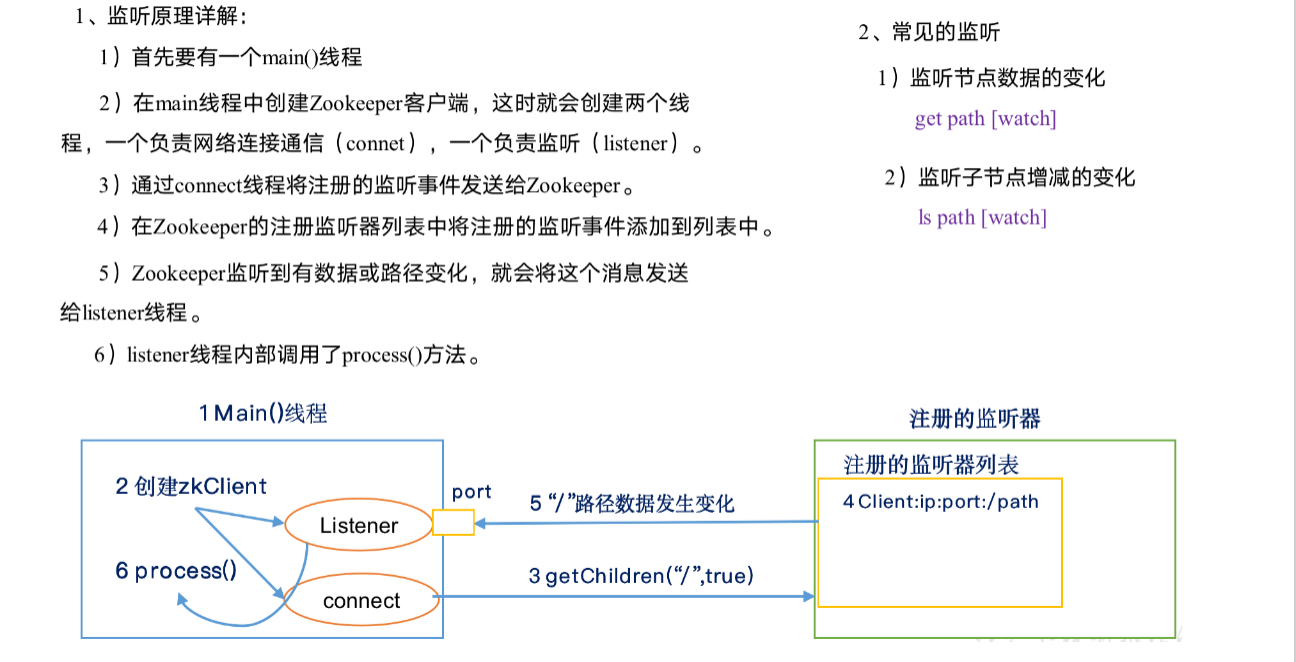 1、监听原理详解：
1）首先要有一个main()线程
2）在main线程中创建Zookeeper客户端，这时就会创建两个线
程，一个负责网络连接通信（connet），一个负责监听（listener）。
3）通过connect线程将注册的监听事件发送给Zookeeper。
4）在Zookeeper的注册监听器列表中将注册的监听事件添加到列表中。
5）Zookeeper监听到有数据或路径变化，就会将这个消息发送
给listener线程。
6）listener线程内部调用了process()方法。
2、常见的监听
1）监听节点数据的变化
get path [watch]
2）监听子节点增减的变化
ls path [watch]
1 Main()线程
2 创建zkClient
Listener
6 process()
connect
port
5 “/”路径数据发生变化
3 getChildren(“/”,true)
注册的监听器
注册的监听器列表
4 Client:ip:port:/path